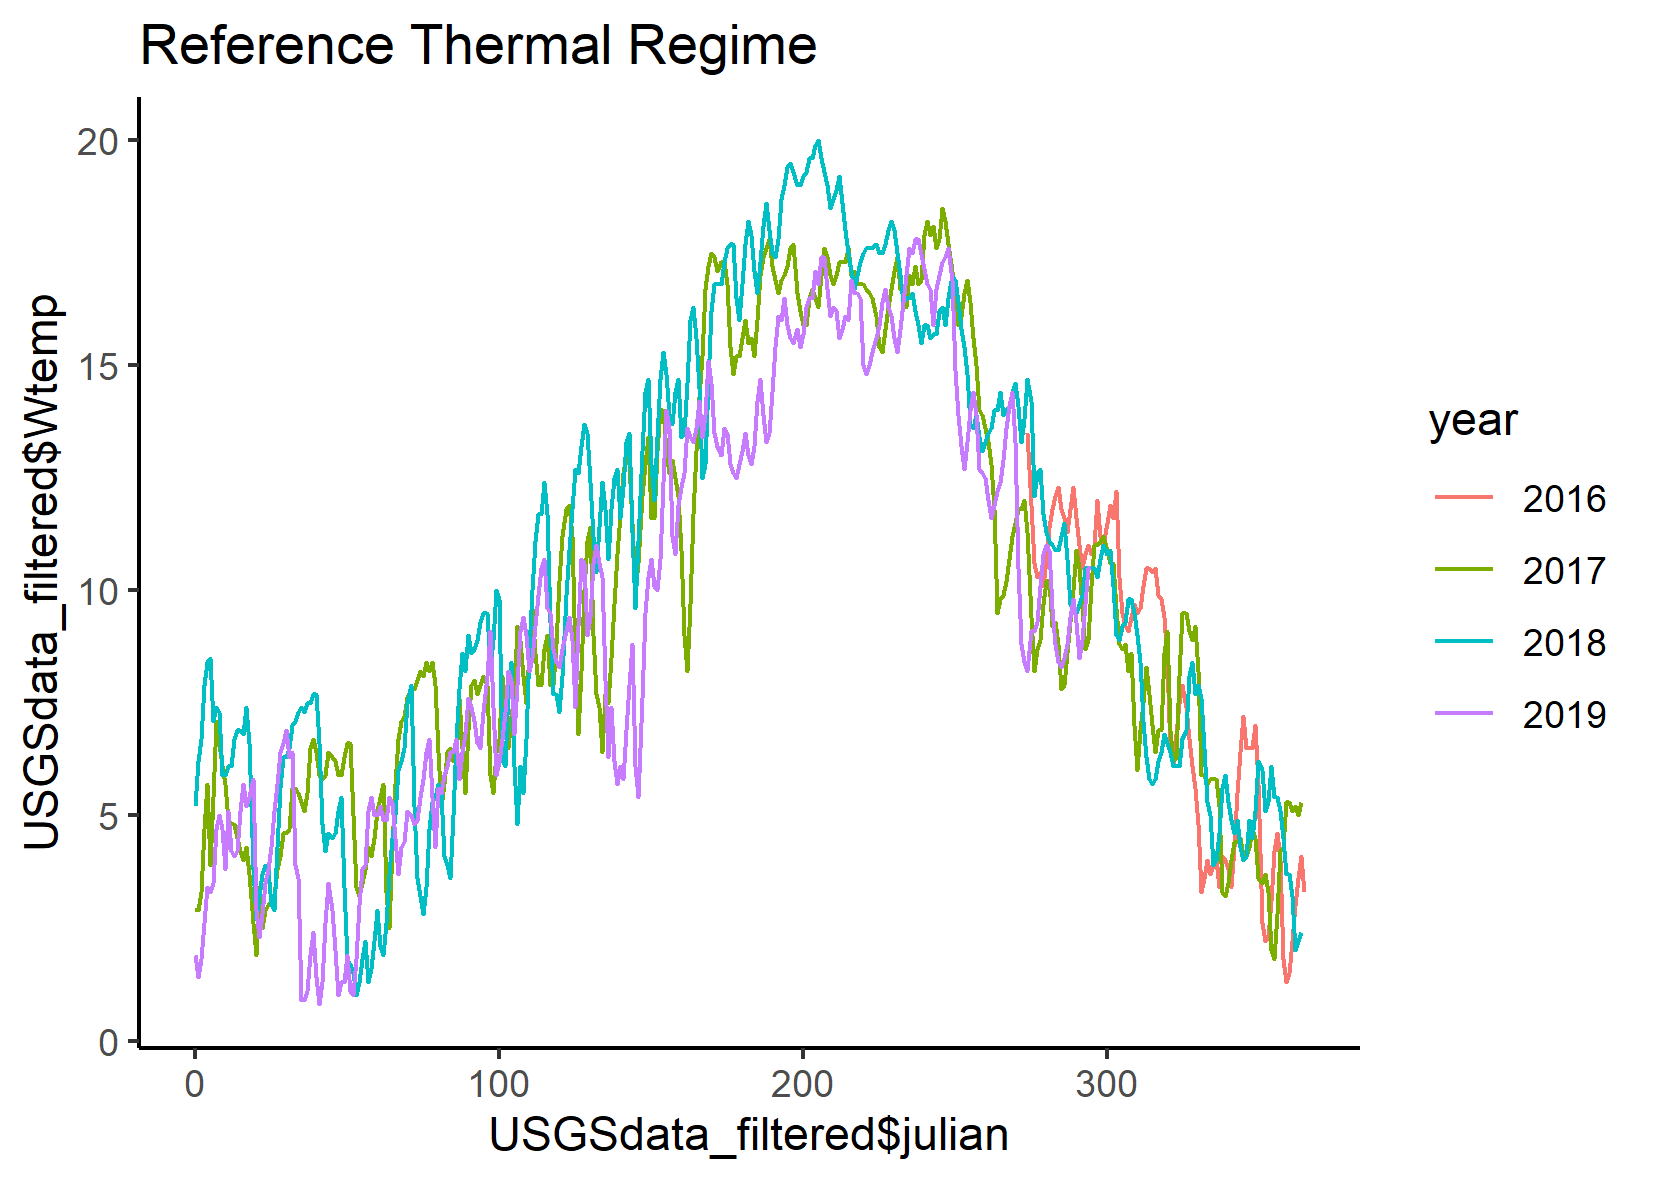 Reference Thermal Regime
USGSdata_filtered$Wtemp
20
15
10
5
0
0 100 200 300
USGSdata_filtered$julian
year
2016
2017
2018
2019